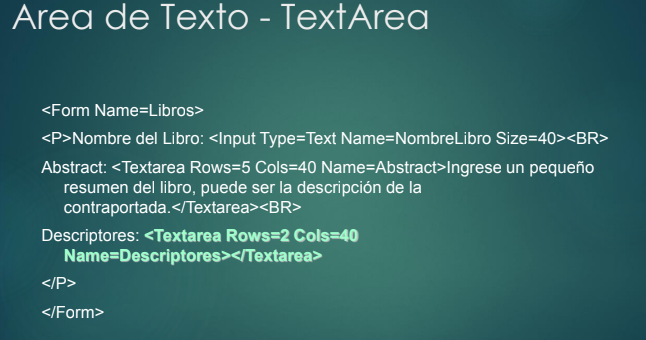 Area de Texto - TextArea
<Form Name=Libros>
<P>Nombre del Libro: <Input Type=Text Name=NombreLibro Size=40><BR>
Abstract: <Textarea Rows=5 Cols=40 Name=Abstract>Ingrese un pequeño
resumen del libro, puede ser la descripción de la
contraportada.</Textarea><BR>
Descriptores: <Textarea Rows=2 Cols=40
Name=Descriptores></Textarea>
</P>
</Form>